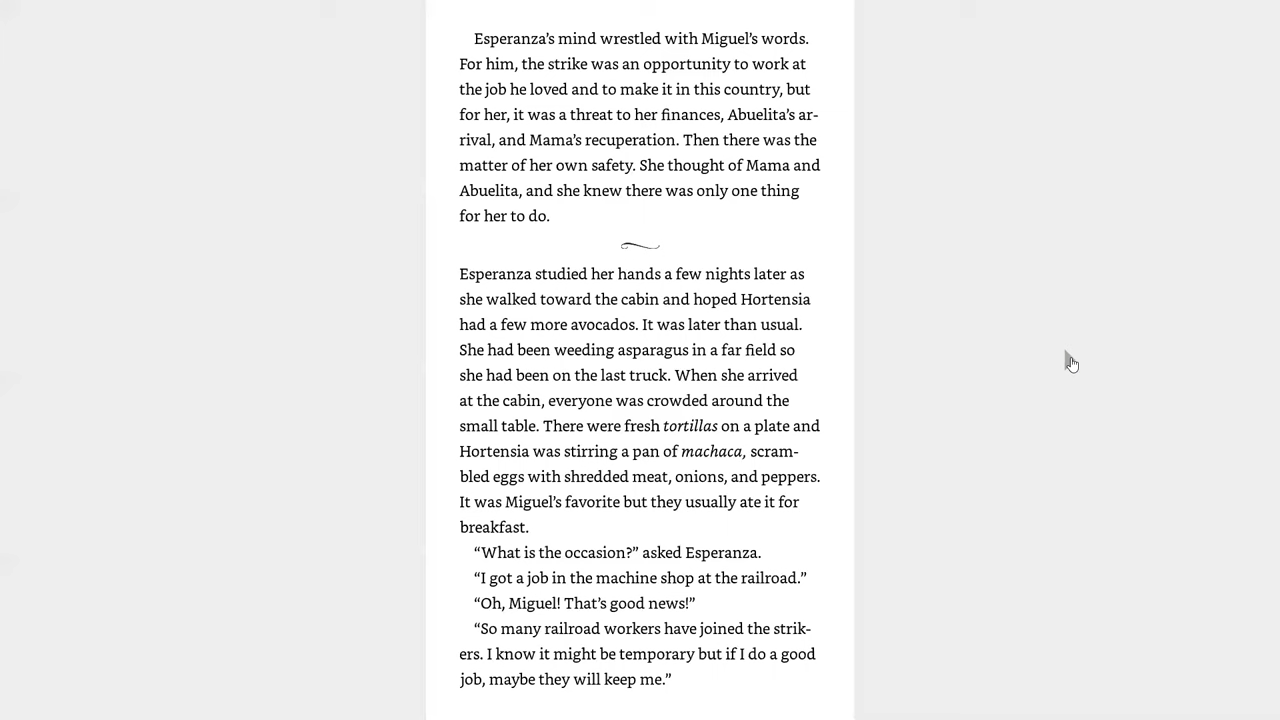 Esperanza’s mind wrestled with Miguel’s words.
For him, the strike was an opportunity to work at
the job he loved and to make it in this country, but
for her, it was a threat to her finances, Abuelita’s ar-
rival, and Mama’s recuperation. Then there was the
matter of her own safety. She thought of Mama and
Abuelita, and she knew there was only one thing
for her to do.
Esperanza studied her hands a few nights later as
she walked toward the cabin and hoped Hortensia
had a few more avocados. It was later than usual.
She had been weeding asparagus in a far field so
she had been on the last truck. When she arrived
at the cabin, everyone was crowded around the
small table. There were fresh tortillas on a plate and
Hortensia was stirring a pan of machaca, scram-
bled eggs with shredded meat, onions, and peppers.
It was Miguel’s favorite but they usually ate it for
breakfast.
“What is the occasion?” asked Esperanza.
“I got a job in the machine shop at the railroad.”
“Oh, Miguel! That’s good news!”
“So many railroad workers have joined the strik-
ers. I know it might be temporary but if I do a good
job, maybe they will keep me.”